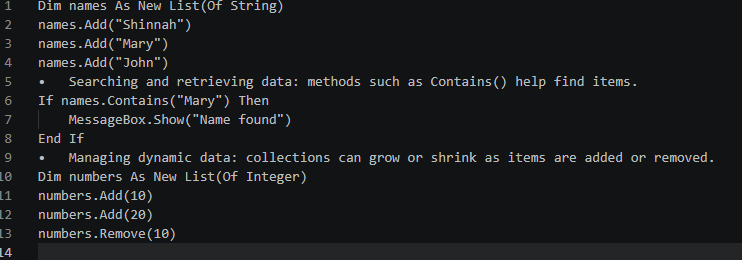 1 Dim names As New List(Of String)
2 names.Add("Shinnah")
3 names.Add("Mary")
4 names.Add("John")
5 • Searching and retrieving data: methods such as Contains() help find items.
6 If names.Contains("Mary") Then
7 MessageBox.Show("Name found")
8 End If
9 • Managing dynamic data: collections can grow or shrink as items are added or removed.
10 Dim numbers As New List(Of Integer)
11 numbers.Add(10)
12 numbers.Add(20)
13 numbers.Remove(10)
14